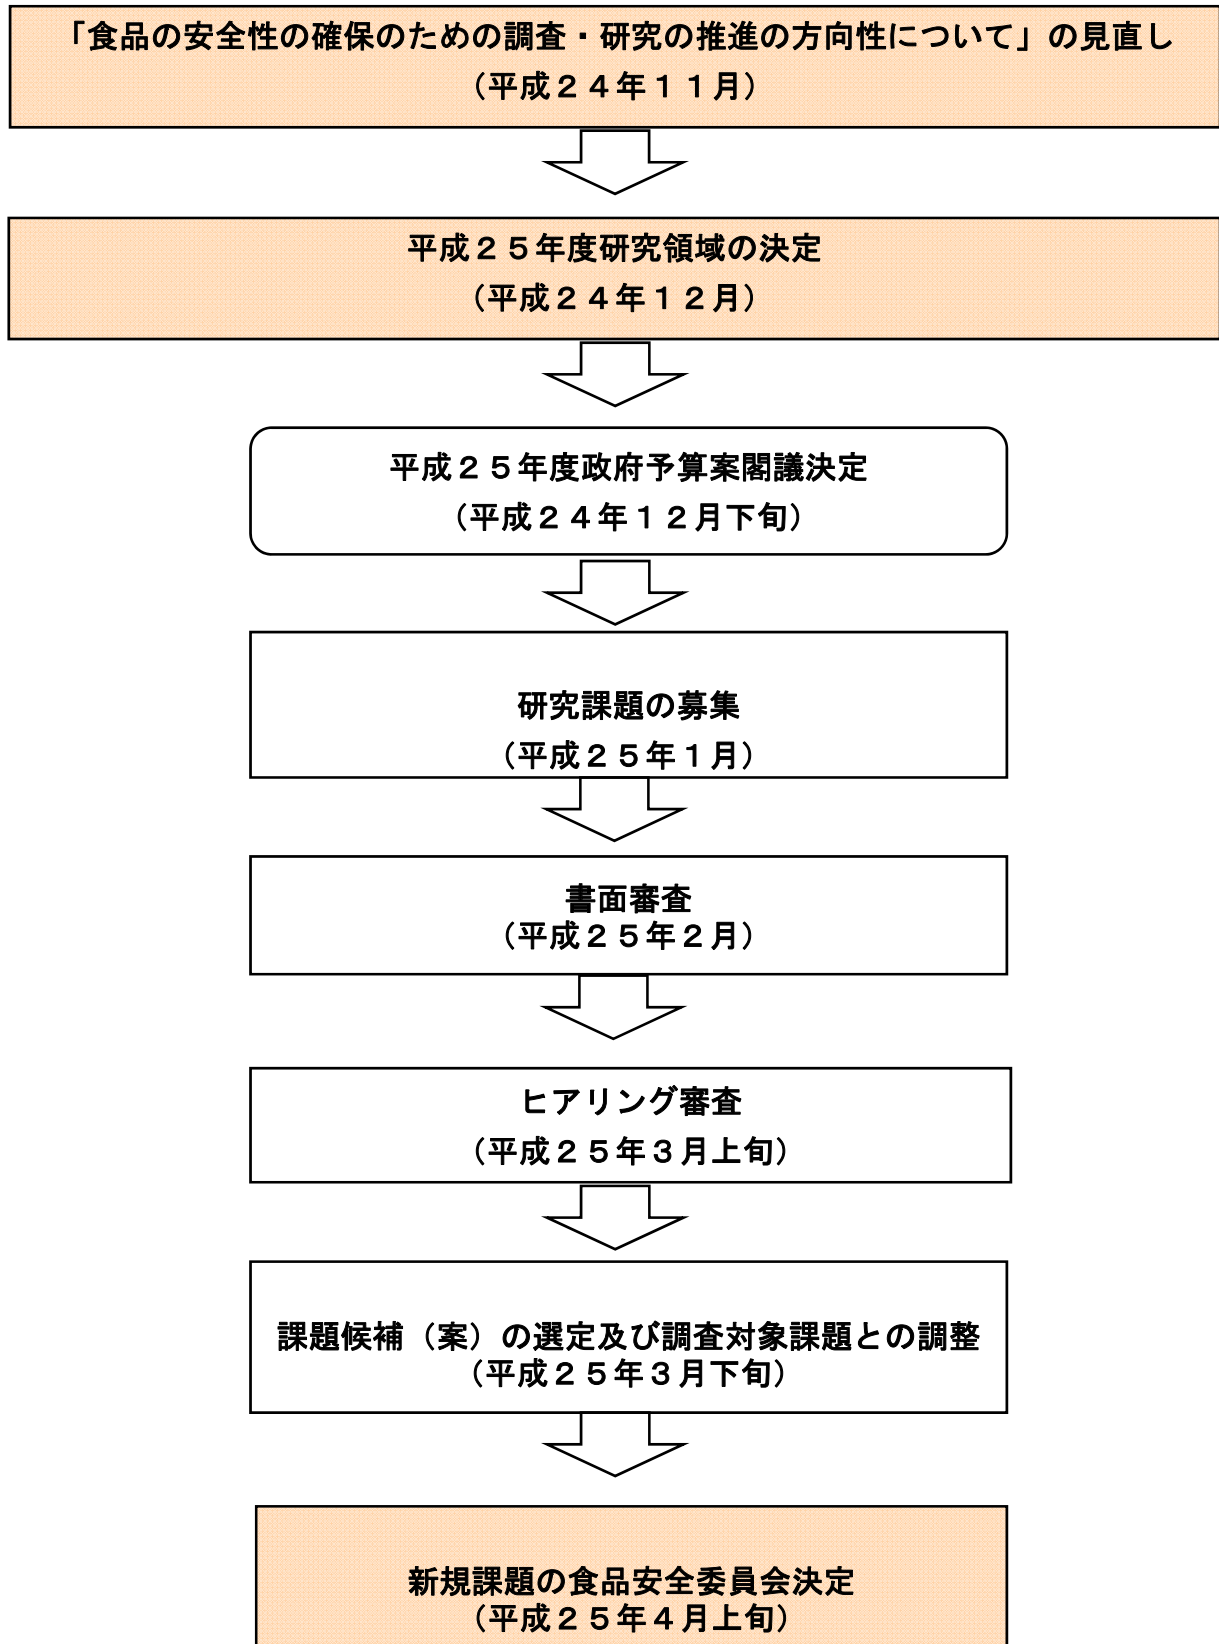 「食品の安全性の確保のための調査・研究の推進の方向性について」の見直し
（平成２４年１１月）
平成２５年度研究領域の決定
（平成２４年１２月）
平成２５年度政府予算案閣議決定
（平成２４年１２月下旬）
研究課題の募集
（平成２５年１月）
書面審査
（平成２５年２月）
ヒアリング審査
（平成２５年３月上旬）
課題候補（案）の選定及び調査対象課題との調整
（平成２５年３月下旬）
新規課題の食品安全委員会決定
（平成２５年４月上旬）